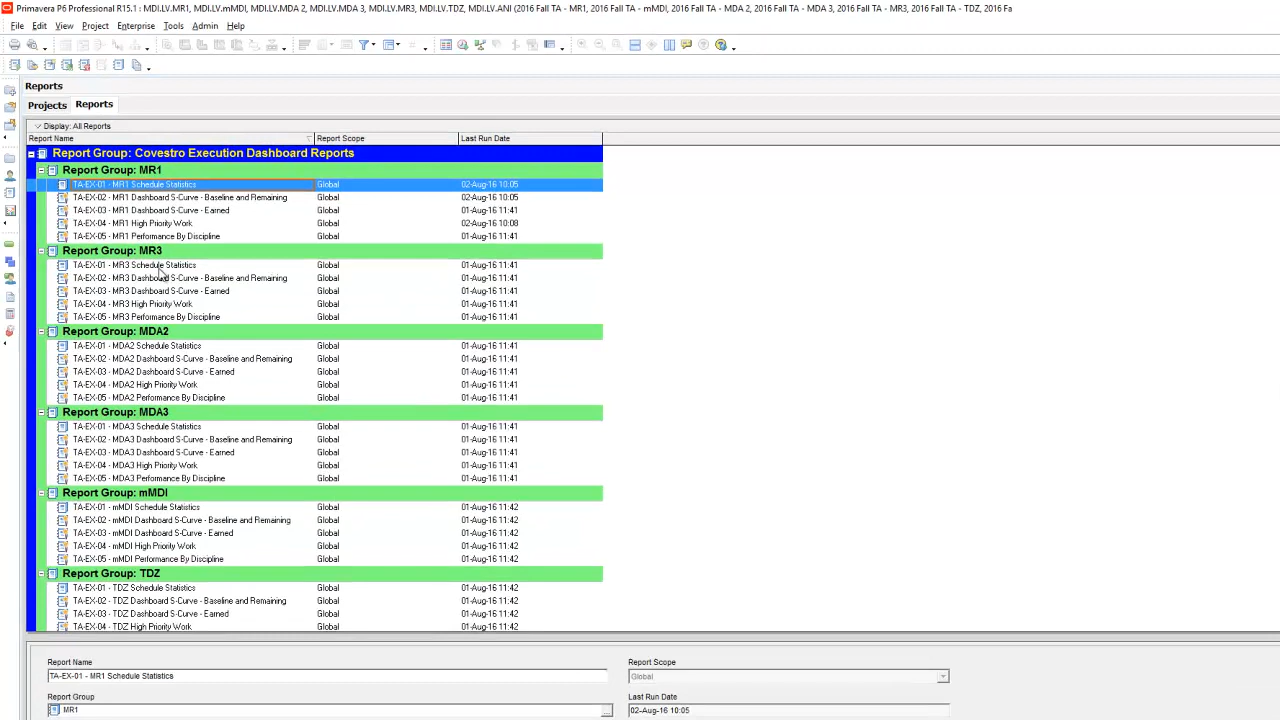 Primavera P6 Professional R15.1 : MDI.LV.MR1, MDI.LV.mMDI, MDI.LV.MDA 2, MDI.LV.MDA 3, MDI.LV.MR3, MDI.LV.TDZ, MDI.LV.ANI (2016 Fall TA - MR1, 2016 Fall TA - mMDI, 2016 Fall TA - MDA 2, 2016 Fall TA - MDA 3, 2016 Fall TA - MR3, 2016 Fall TA - TDZ, 2016 Fa
File Edit View Project Enterprise Tools Admin Help
Reports
Projects Reports
Display: All Reports
Report Name Report Scope Last Run Date
Report Group: Covestro Execution Dashboard Reports
Report Group: MR1
TA-EX-01 - MR1 Schedule Statistics Global 02-Aug-16 10:05
TA-EX-02 - MR1 Dashboard S-Curve - Baseline and Remaining Global 02-Aug-16 10:05
TA-EX-03 - MR1 Dashboard S-Curve - Earned Global 01-Aug-16 11:41
TA-EX-04 - MR1 High Priority Work Global 02-Aug-16 10:08
TA-EX-05 - MR1 Performance By Discipline Global 01-Aug-16 11:41
Report Group: MR3
TA-EX-01 - MR3 Schedule Statistics Global 01-Aug-16 11:41
TA-EX-02 - MR3 Dashboard S-Curve - Baseline and Remaining Global 01-Aug-16 11:41
TA-EX-03 - MR3 Dashboard S-Curve - Earned Global 01-Aug-16 11:41
TA-EX-04 - MR3 High Priority Work Global 01-Aug-16 11:41
TA-EX-05 - MR3 Performance By Discipline Global 01-Aug-16 11:41
Report Group: MDA2
TA-EX-01 - MDA2 Schedule Statistics Global 01-Aug-16 11:41
TA-EX-02 - MDA2 Dashboard S-Curve - Baseline and Remaining Global 01-Aug-16 11:41
TA-EX-03 - MDA2 Dashboard S-Curve - Earned Global 01-Aug-16 11:41
TA-EX-04 - MDA2 High Priority Work Global 01-Aug-16 11:41
TA-EX-05 - MDA2 Performance By Discipline Global 01-Aug-16 11:41
Report Group: MDA3
TA-EX-01 - MDA3 Schedule Statistics Global 01-Aug-16 11:41
TA-EX-02 - MDA3 Dashboard S-Curve - Baseline and Remaining Global 01-Aug-16 11:41
TA-EX-03 - MDA3 Dashboard S-Curve - Earned Global 01-Aug-16 11:41
TA-EX-04 - MDA3 High Priority Work Global 01-Aug-16 11:41
TA-EX-05 - MDA3 Performance By Discipline Global 01-Aug-16 11:41
Report Group: mMDI
TA-EX-01 - mMDI Schedule Statistics Global 01-Aug-16 11:42
TA-EX-02 - mMDI Dashboard S-Curve - Baseline and Remaining Global 01-Aug-16 11:42
TA-EX-03 - mMDI Dashboard S-Curve - Earned Global 01-Aug-16 11:42
TA-EX-04 - mMDI High Priority Work Global 01-Aug-16 11:42
TA-EX-05 - mMDI Performance By Discipline Global 01-Aug-16 11:42
Report Group: TDZ
TA-EX-01 - TDZ Schedule Statistics Global 01-Aug-16 11:42
TA-EX-02 - TDZ Dashboard S-Curve - Baseline and Remaining Global 01-Aug-16 11:42
TA-EX-03 - TDZ Dashboard S-Curve - Earned Global 01-Aug-16 11:42
TA-EX-04 - TDZ High Priority Work Global 01-Aug-16 11:42
Report Name Report Scope
TA-EX-01 - MR1 Schedule Statistics Global
Report Group Last Run Date
MR1 02-Aug-16 10:05